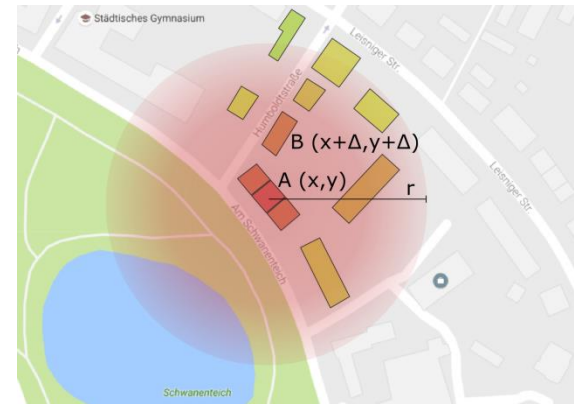 Städtisches Gymnasium
Leisniger Str.
Humboldtstraße
B (x+Δ,y+Δ)
A (x,y)
r
Am Schwanenteich
Leisniger Str.
Schwanenteich